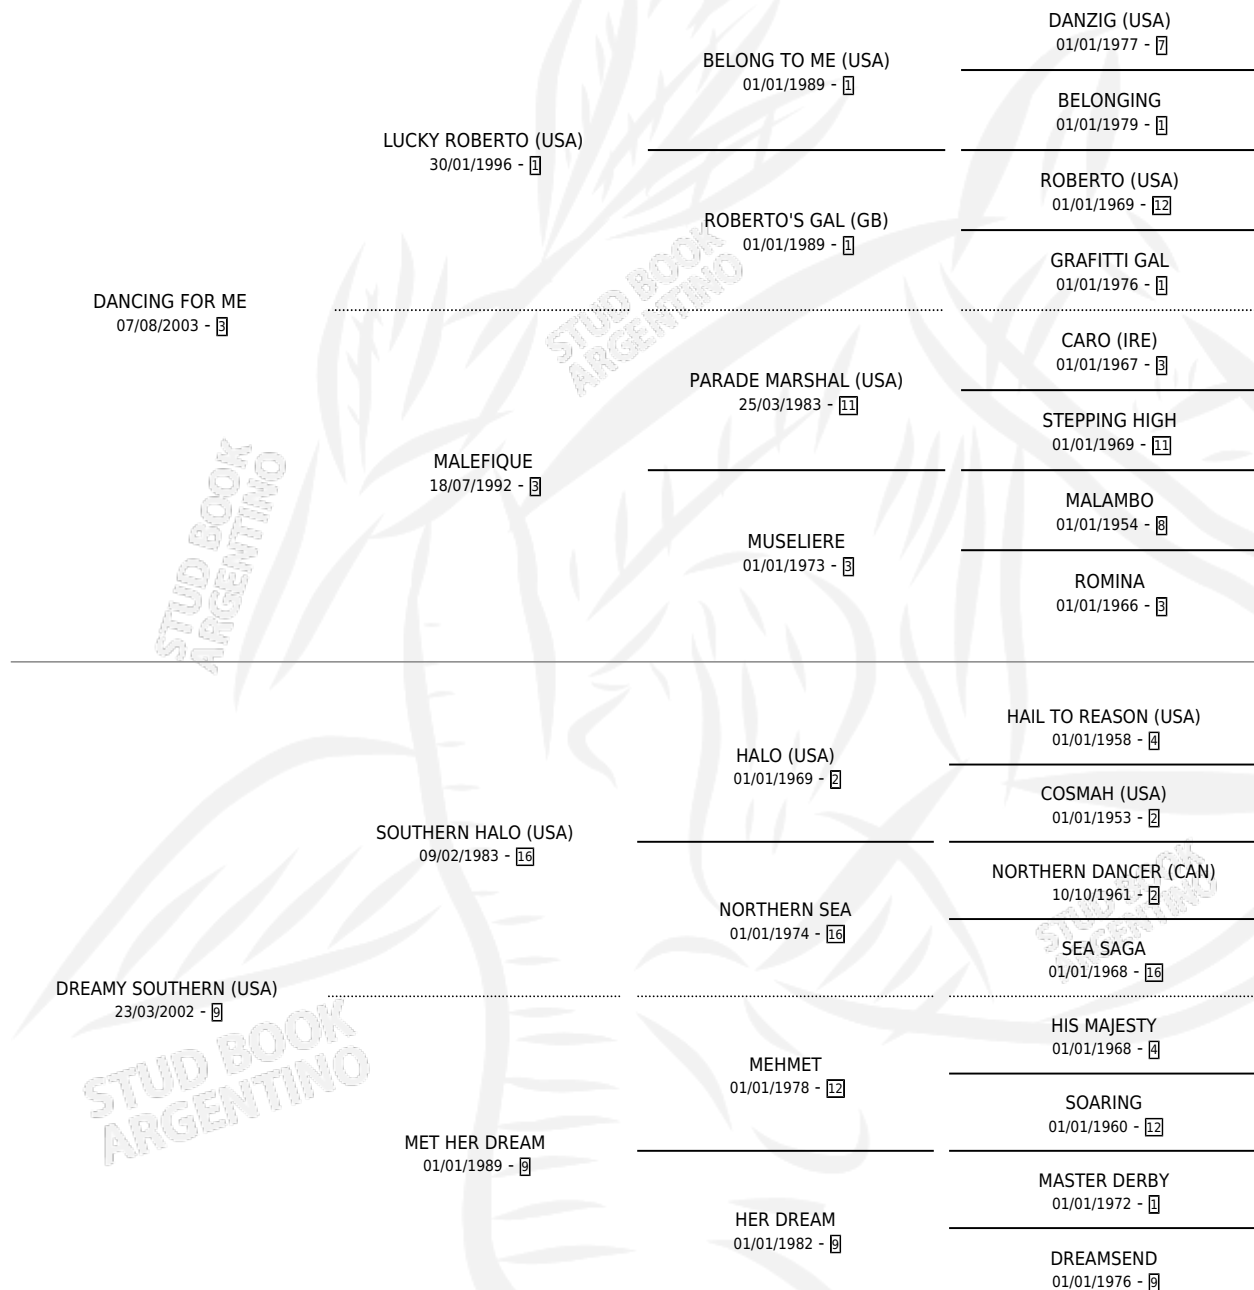 DANZIG (USA)
01/01/1977 - 7
BELONG TO ME (USA)
01/01/1989 - 1
BELONGING
01/01/1979 - 1
LUCKY ROBERTO (USA)
30/01/1996 - 1
ROBERTO (USA)
01/01/1969 - 12
ROBERTO'S GAL (GB)
01/01/1989 - 1
GRAFITTI GAL
01/01/1976 - 1
DANCING FOR ME
07/08/2003 - 3
CARO (IRE)
01/01/1967 - 3
PARADE MARSHAL (USA)
25/03/1983 - 11
STEPPING HIGH
01/01/1969 - 11
MALEFIQUE
18/07/1992 - 3
MALAMBO
01/01/1954 - 8
MUSELIERE
01/01/1973 - 3
ROMINA
01/01/1966 - 3
HAIL TO REASON (USA)
01/01/1958 - 4
HALO (USA)
01/01/1969 - 2
COSMAH (USA)
01/01/1953 - 2
SOUTHERN HALO (USA)
09/02/1983 - 16
NORTHERN DANCER (CAN)
10/10/1961 - 2
NORTHERN SEA
01/01/1974 - 16
SEA SAGA
01/01/1968 - 16
DREAMY SOUTHERN (USA)
23/03/2002 - 9
HIS MAJESTY
01/01/1968 - 4
MEHMET
01/01/1978 - 12
SOARING
01/01/1960 - 12
MET HER DREAM
01/01/1989 - 9
MASTER DERBY
01/01/1972 - 1
HER DREAM
01/01/1982 - 9
DREAMSEND
01/01/1976 - 9
STUD BOOK
ARGENTINO
STUD BOOK
ARGENTINO
STUD BOOK
ARGENTINO
STUD BOOK
ARGENTINO